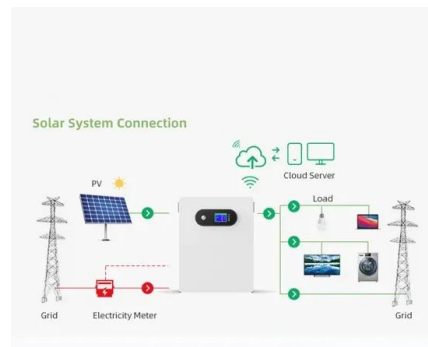 Solar System Connection
Cloud Server
PV
Load
Grid
Electricity Meter
Grid